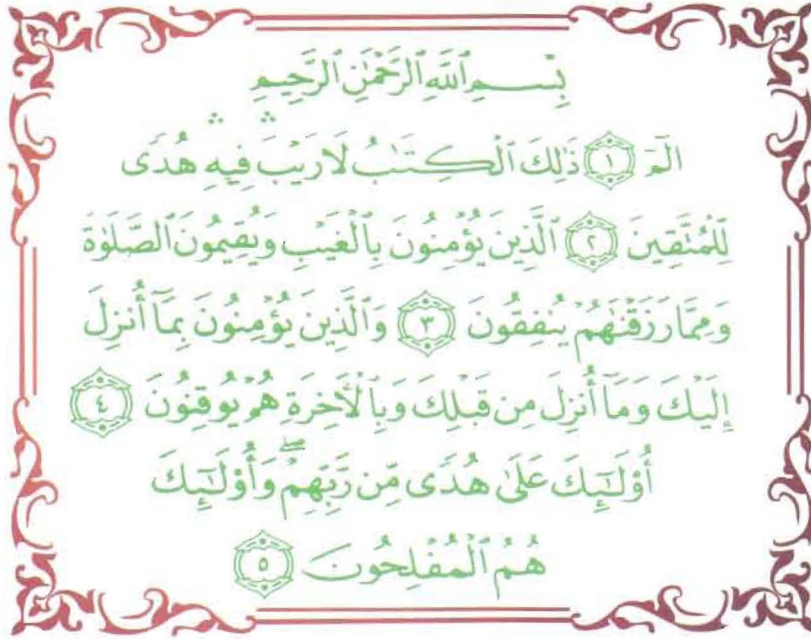 بِسْمِ ٱللَّهِ ٱلرَّحْمَٰنِ ٱلرَّحِيمِ
الٓمٓ ١ ذَٰلِكَ ٱلْكِتَٰبُ لَا رَيْبَ ۛ فِيهِ ۛ هُدًى
لِّلْمُتَّقِينَ ٢ ٱلَّذِينَ يُؤْمِنُونَ بِٱلْغَيْبِ وَيُقِيمُونَ ٱلصَّلَوٰةَ
وَمِمَّا رَزَقْنَٰهُمْ يُنفِقُونَ ٣ وَٱلَّذِينَ يُؤْمِنُونَ بِمَآ أُنزِلَ
إِلَيْكَ وَمَآ أُنزِلَ مِن قَبْلِكَ وَبِٱلْأَخِرَةِ هُمْ يُوقِنُونَ ٤
أُو۟لَٰٓئِكَ عَلَىٰ هُدًى مِّن رَّبِّهِمْ ۖ وَأُو۟لَٰٓئِكَ
هُمُ ٱلْمُفْلِحُونَ ٥